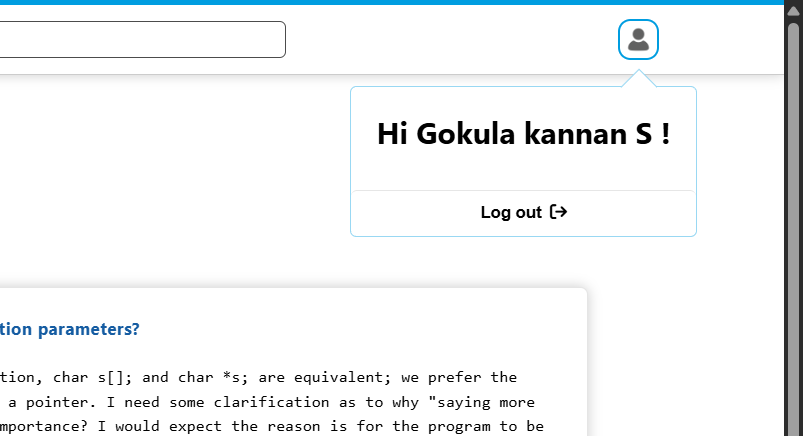 Hi Gokula kannan S !
Log out
tion parameters?
tion, char s[]; and char *s; are equivalent; we prefer the
a pointer. I need some clarification as to why "saying more
mportance? I would expect the reason is for the program to be